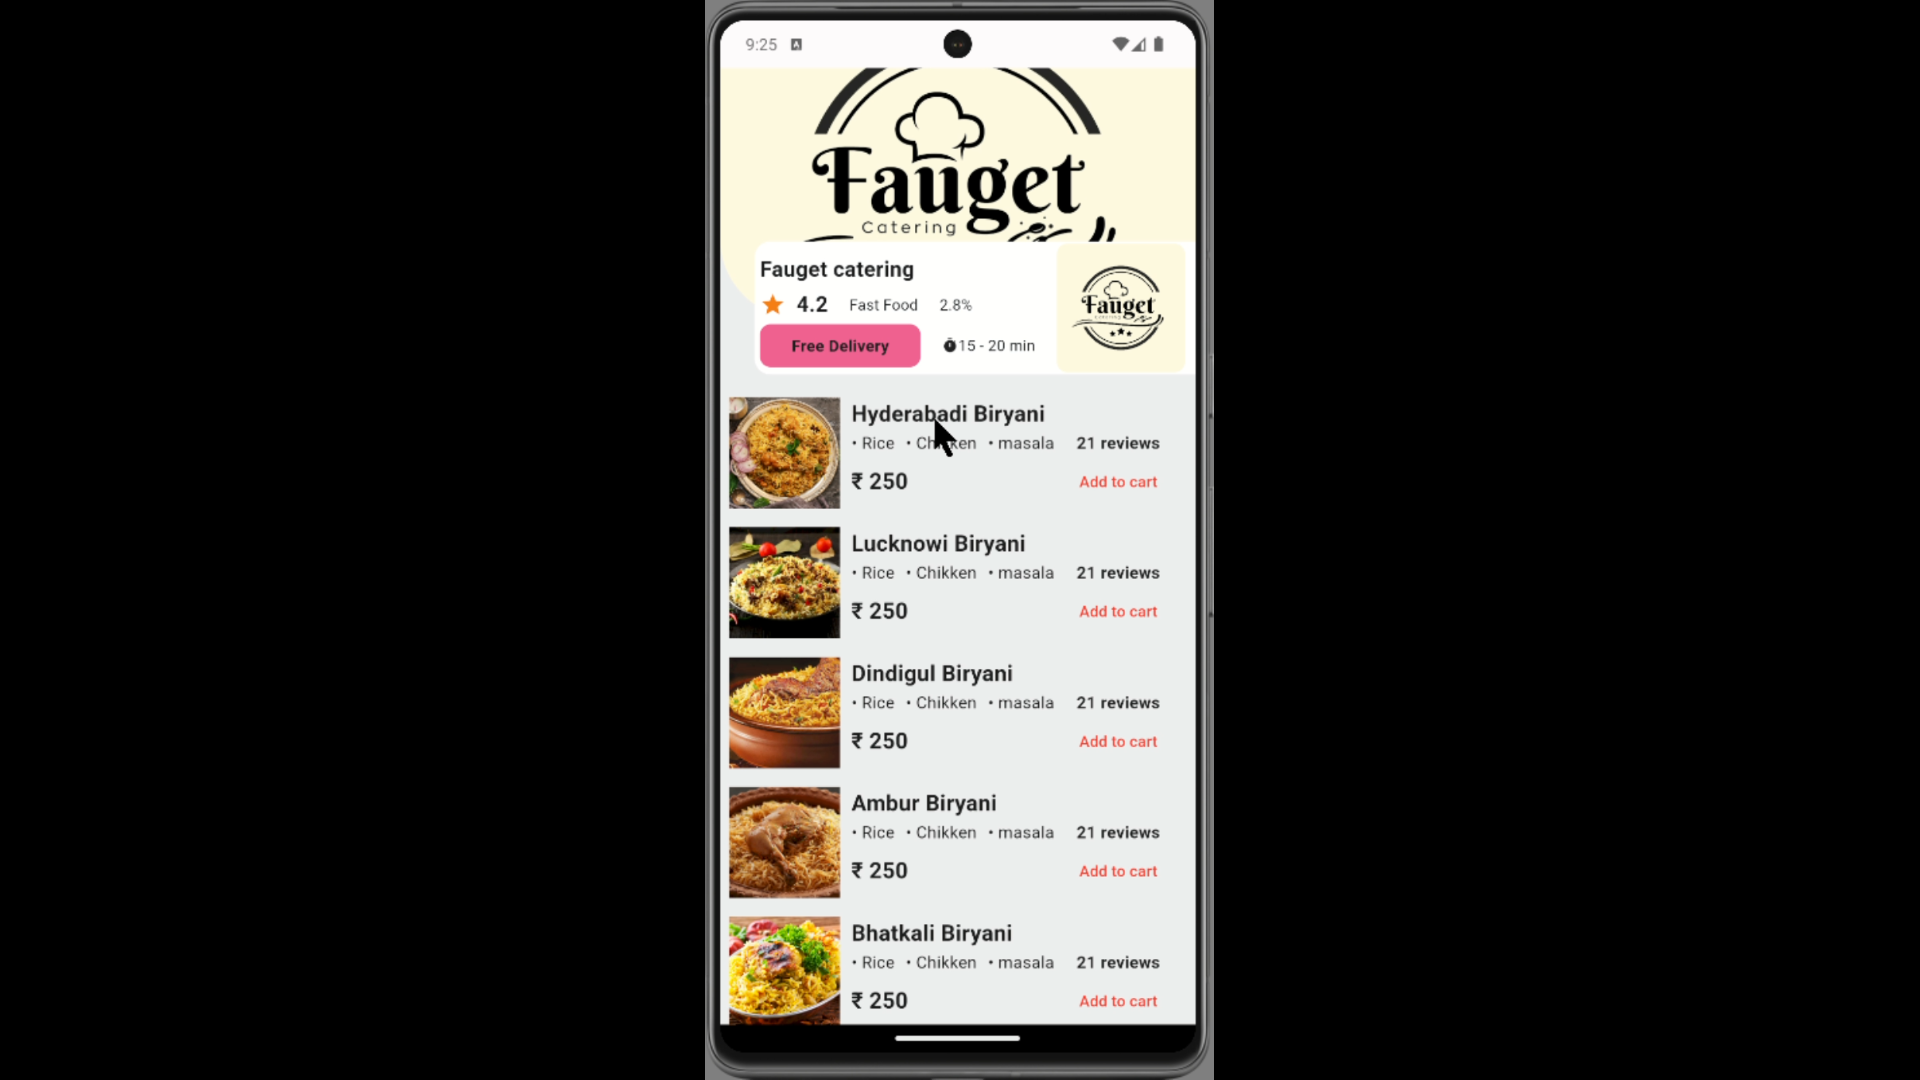 9:25
Fauget
Catering
Fauget catering
4.2 Fast Food 2.8%
Free Delivery 15 - 20 min
Fauget
Hyderabadi Biryani
• Rice • Chikken • masala 21 reviews
₹ 250 Add to cart
Lucknowi Biryani
• Rice • Chikken • masala 21 reviews
₹ 250 Add to cart
Dindigul Biryani
• Rice • Chikken • masala 21 reviews
₹ 250 Add to cart
Ambur Biryani
• Rice • Chikken • masala 21 reviews
₹ 250 Add to cart
Bhatkali Biryani
• Rice • Chikken • masala 21 reviews
₹ 250 Add to cart